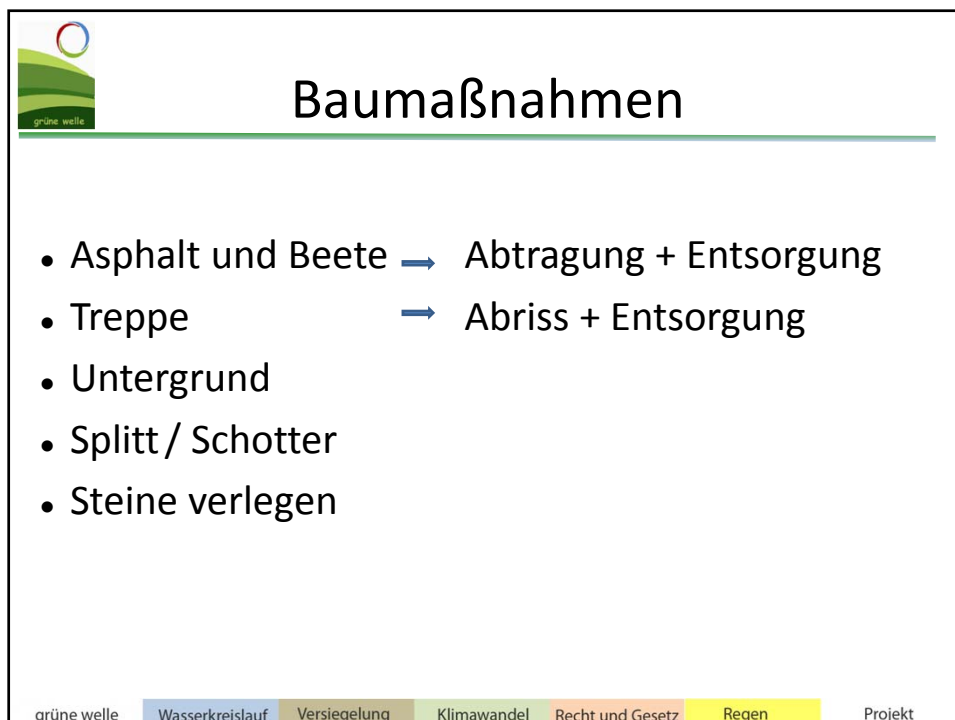 grüne welle
Baumaßnahmen
• Asphalt und Beete → Abtragung + Entsorgung
• Treppe → Abriss + Entsorgung
• Untergrund
• Splitt / Schotter
• Steine verlegen
grüne welle Wasserkreislauf Versiegelung Klimawandel Recht und Gesetz Regen Projekt